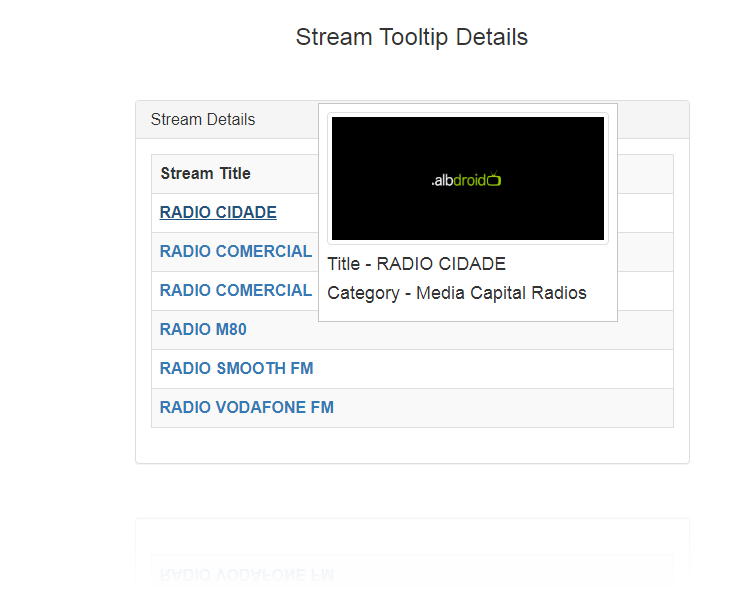 Stream Tooltip Details
Stream Details
Stream Title
RADIO CIDADE
RADIO COMERCIAL
RADIO COMERCIAL
RADIO M80
RADIO SMOOTH FM
RADIO VODAFONE FM
.albdroid
Title - RADIO CIDADE
Category - Media Capital Radios
RADIO VODAFONE FM